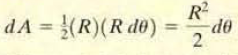 dA = ½(R)(R dθ) = R²/2 dθ